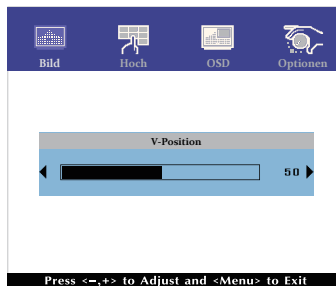 Bild Hoch OSD Optionen
V-Position
50
Press <-,+> to Adjust and <Menu> to Exit